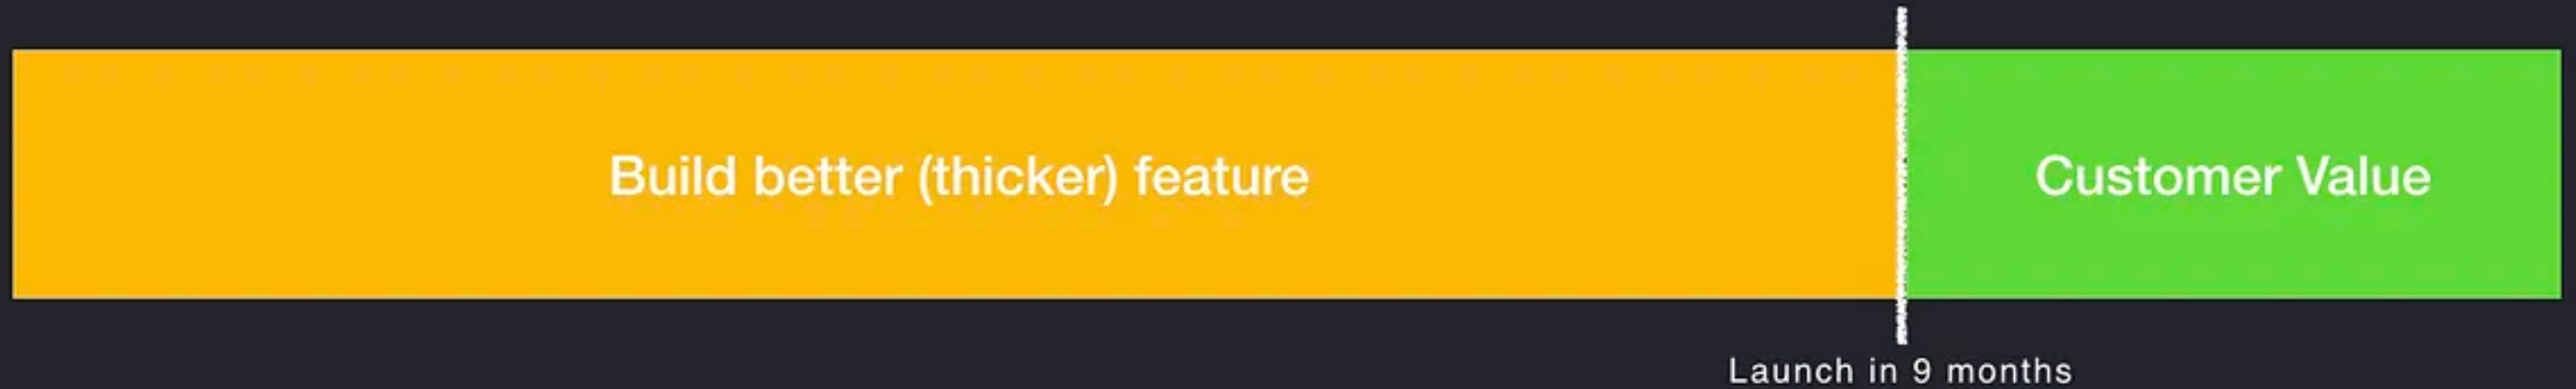 Build better (thicker) feature
Customer Value
Launch in 9 months